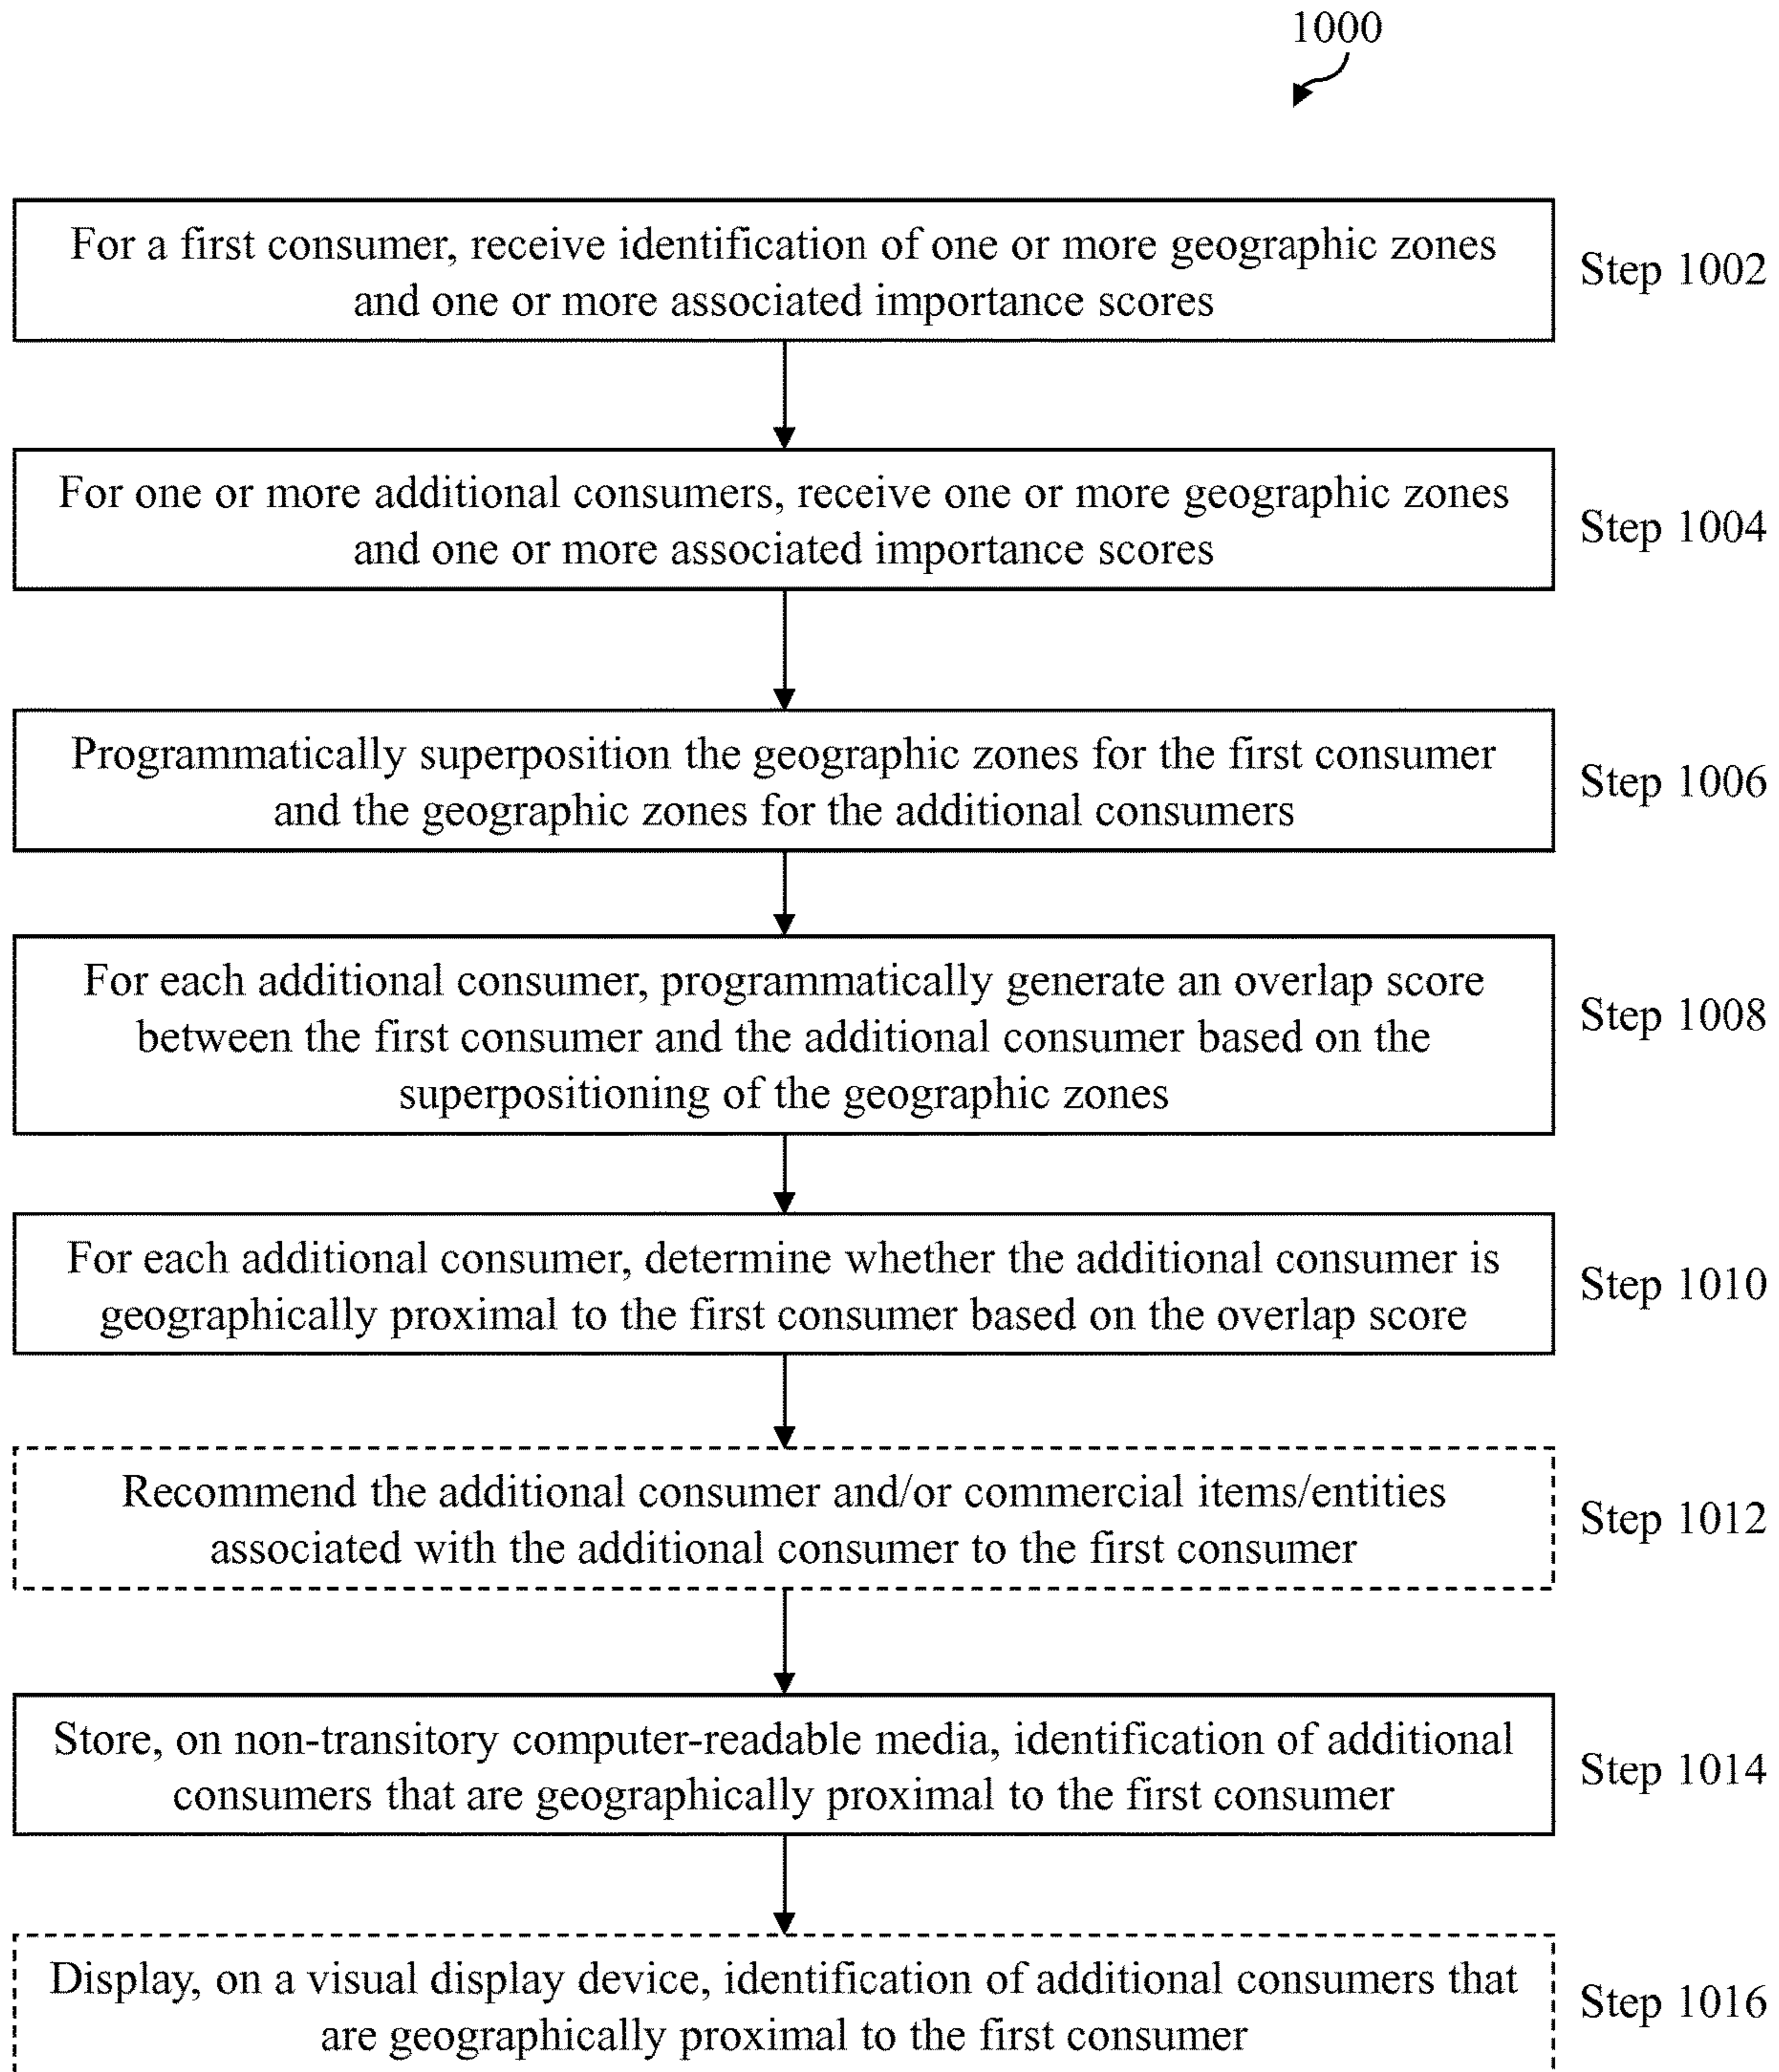 1000
For a first consumer, receive identification of one or more geographic zones
and one or more associated importance scores
Step 1002
For one or more additional consumers, receive one or more geographic zones
and one or more associated importance scores
Step 1004
Programmatically superposition the geographic zones for the first consumer
and the geographic zones for the additional consumers
Step 1006
For each additional consumer, programmatically generate an overlap score
between the first consumer and the additional consumer based on the
superpositioning of the geographic zones
Step 1008
For each additional consumer, determine whether the additional consumer is
geographically proximal to the first consumer based on the overlap score
Step 1010
Recommend the additional consumer and/or commercial items/entities
associated with the additional consumer to the first consumer
Step 1012
Store, on non-transitory computer-readable media, identification of additional
consumers that are geographically proximal to the first consumer
Step 1014
Display, on a visual display device, identification of additional consumers that
are geographically proximal to the first consumer
Step 1016